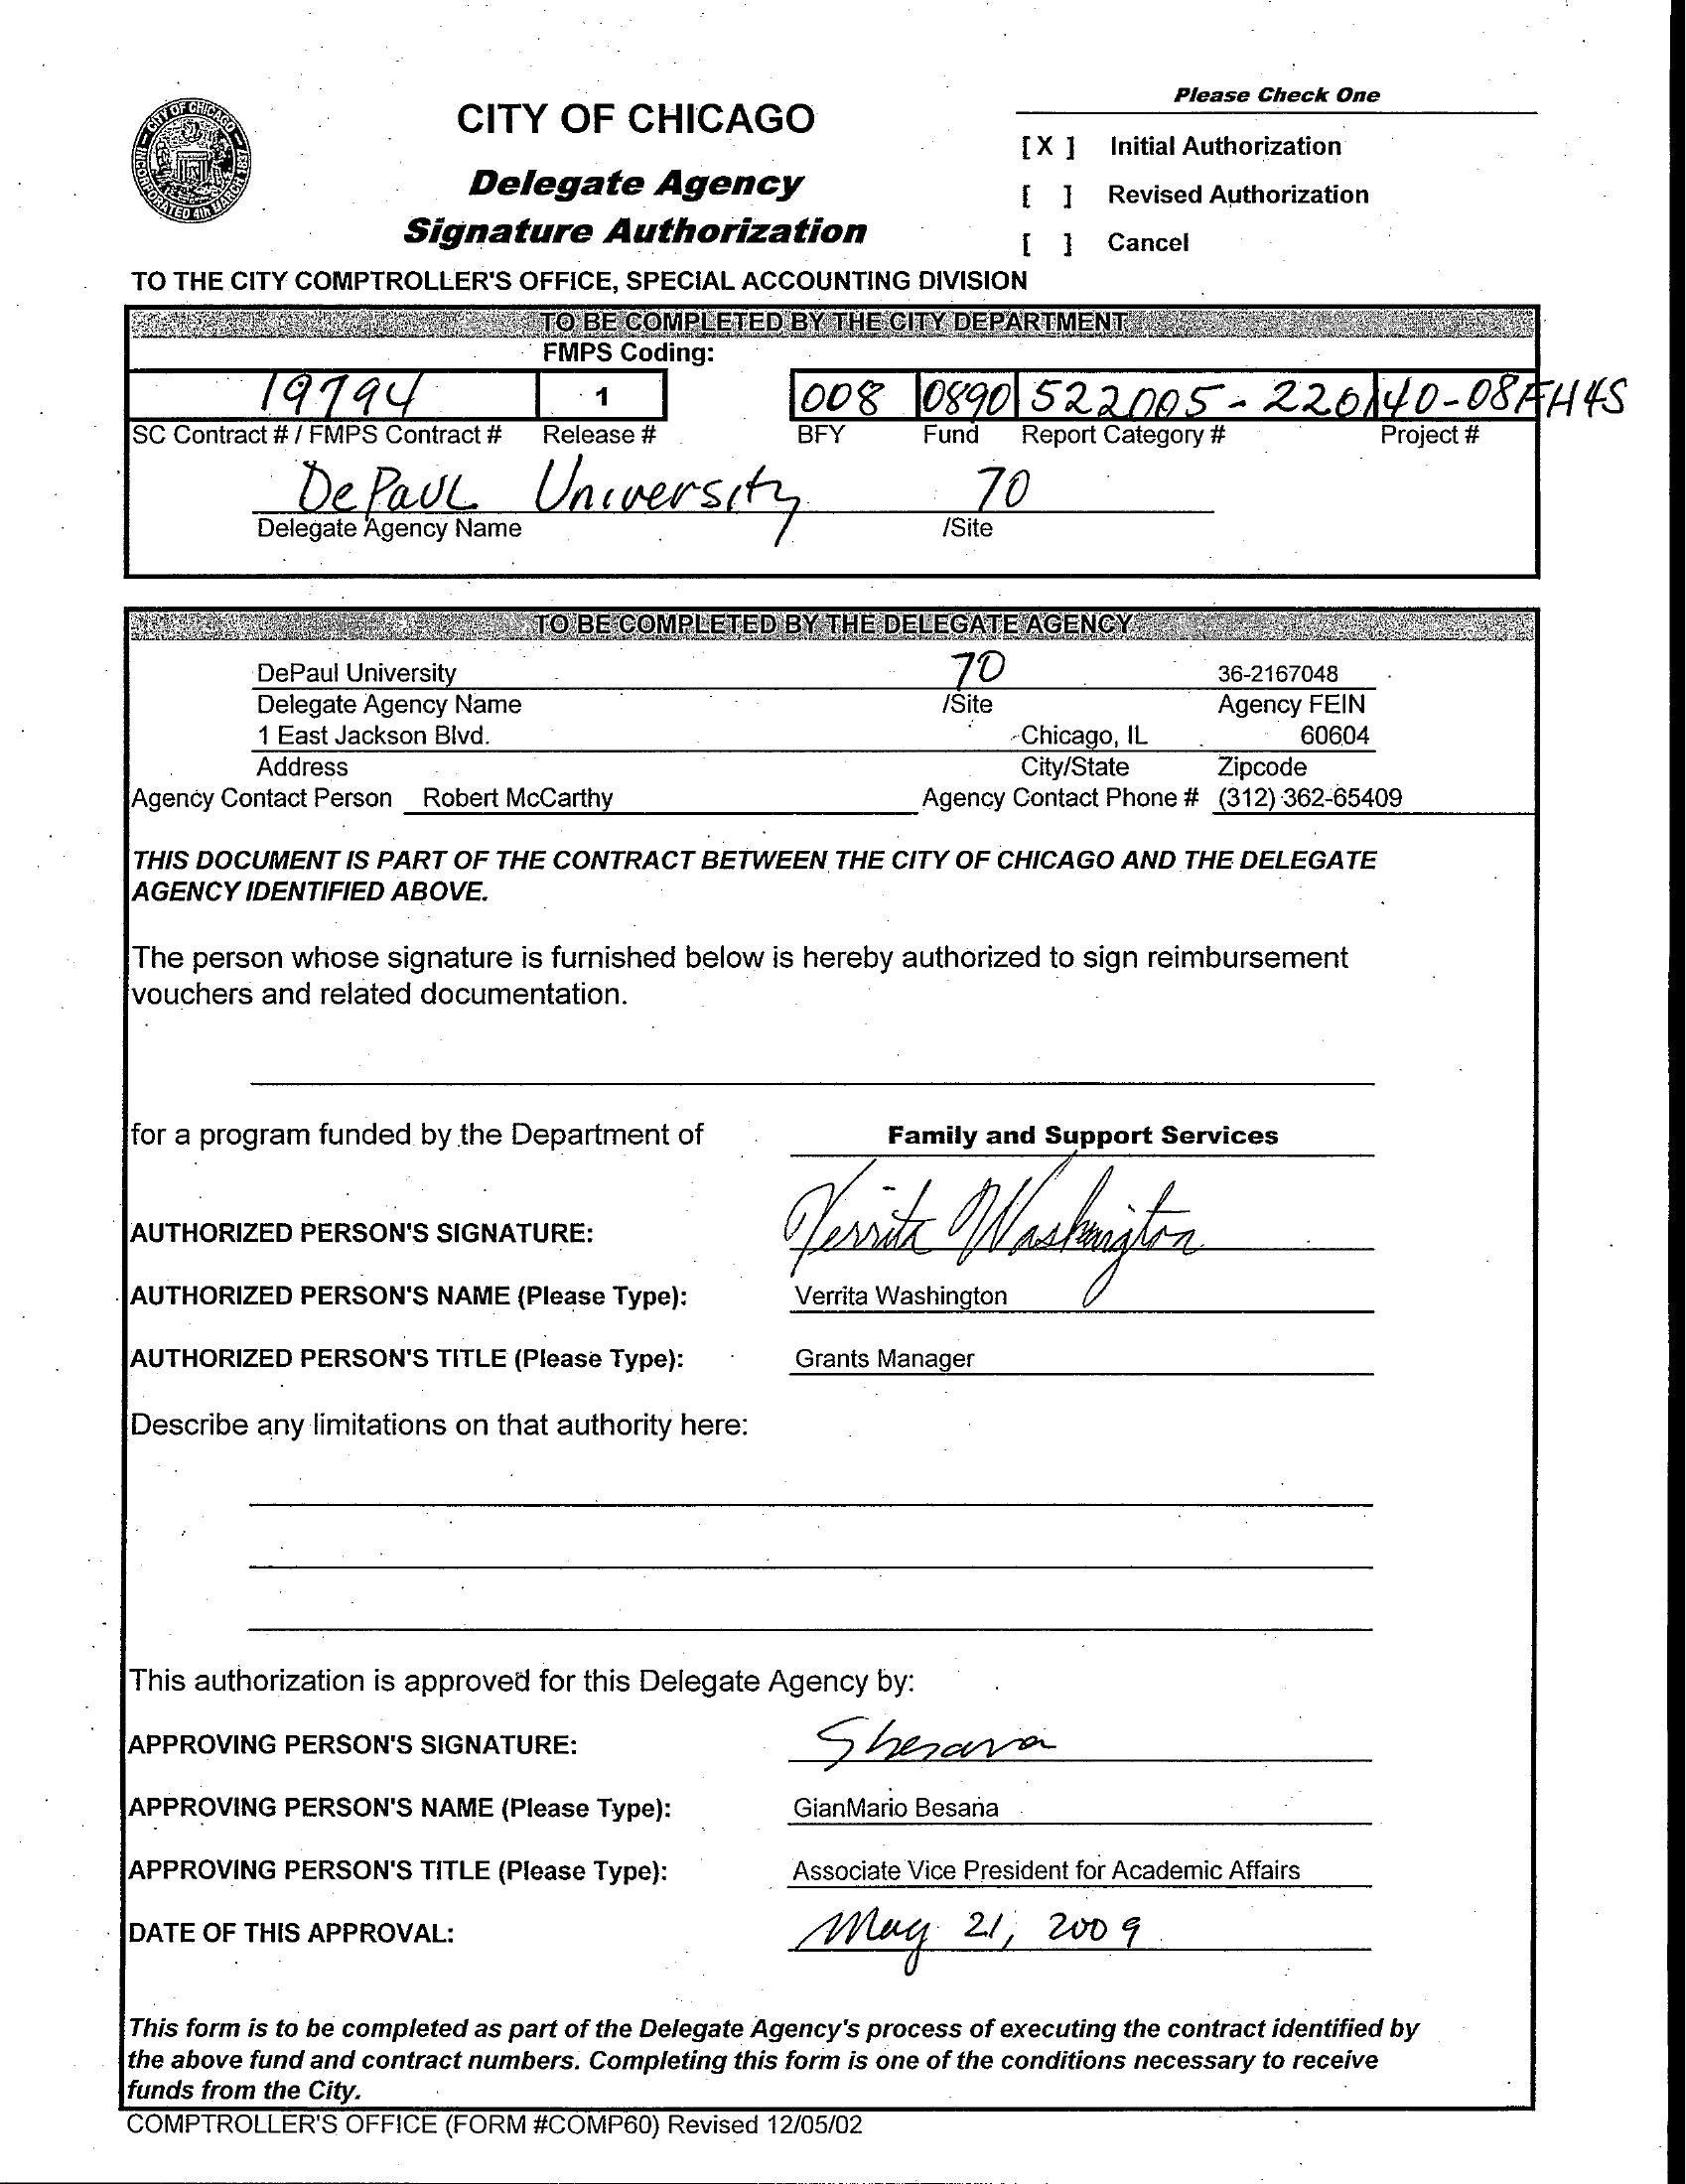 Please Check One
CITY OF CHICAGO
[X] Initial Authorization
Delegate Agency
[ ] Revised Authorization
Signature Authorization
[ ] Cancel
TO THE CITY COMPTROLLER'S OFFICE, SPECIAL ACCOUNTING DIVISION
TO BE COMPLETED BY THE CITY DEPARTMENT
FMPS Coding:
19794 1 008 0890 522005-220140-08FH4S
SC Contract # / FMPS Contract # Release # BFY Fund Report Category # Project #
DePaul University 70
Delegate Agency Name /Site
TO BE COMPLETED BY THE DELEGATE AGENCY
DePaul University 70 36-2167048
Delegate Agency Name /Site Agency FEIN
1 East Jackson Blvd. Chicago, IL 60604
Address City/State Zipcode
Agency Contact Person Robert McCarthy Agency Contact Phone # (312) 362-65409
THIS DOCUMENT IS PART OF THE CONTRACT BETWEEN THE CITY OF CHICAGO AND THE DELEGATE
AGENCY IDENTIFIED ABOVE.
The person whose signature is furnished below is hereby authorized to sign reimbursement
vouchers and related documentation.
for a program funded by the Department of Family and Support Services
AUTHORIZED PERSON'S SIGNATURE: Verrita Washington
AUTHORIZED PERSON'S NAME (Please Type): Verrita Washington
AUTHORIZED PERSON'S TITLE (Please Type): Grants Manager
Describe any limitations on that authority here:
This authorization is approved for this Delegate Agency by:
APPROVING PERSON'S SIGNATURE:
APPROVING PERSON'S NAME (Please Type): GianMario Besana
APPROVING PERSON'S TITLE (Please Type): Associate Vice President for Academic Affairs
DATE OF THIS APPROVAL: May 21, 2009
This form is to be completed as part of the Delegate Agency's process of executing the contract identified by
the above fund and contract numbers. Completing this form is one of the conditions necessary to receive
funds from the City.
COMPTROLLER'S OFFICE (FORM #COMP60) Revised 12/05/02